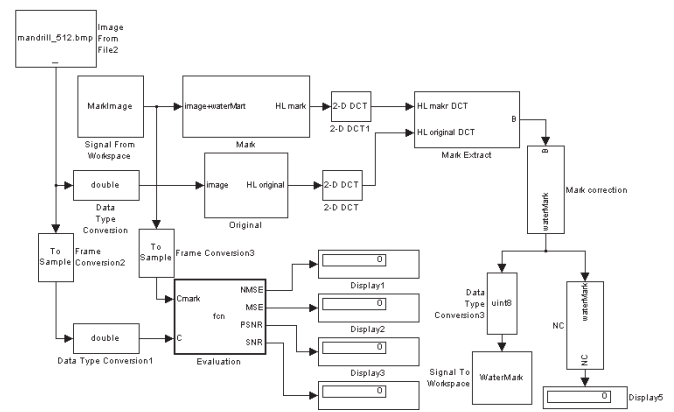 mandrill_512.bmp
Image
From
File2
MarkImage
Signal From
Workspace
image+waterMart
HL mark
Mark
2-D DCT
2-D DCT1
HL makr DCT
HL original DCT
B
Mark Extract
B
waterMark
Mark correction
double
Data
Type
Conversion
image
HL original
Original
2-D DCT
2-D DCT
To
Sample
Frame
Conversion2
To
Sample
Frame Conversion3
double
Data Type Conversion1
Cmark
C
fcn
NMSE
MSE
PSNR
SNR
Evaluation
0
Display1
0
Display2
0
Display3
0
Data
Type
Conversion3
uint8
Signal To
Workspace
WaterMark
waterMark
NC
NC
0
Display5